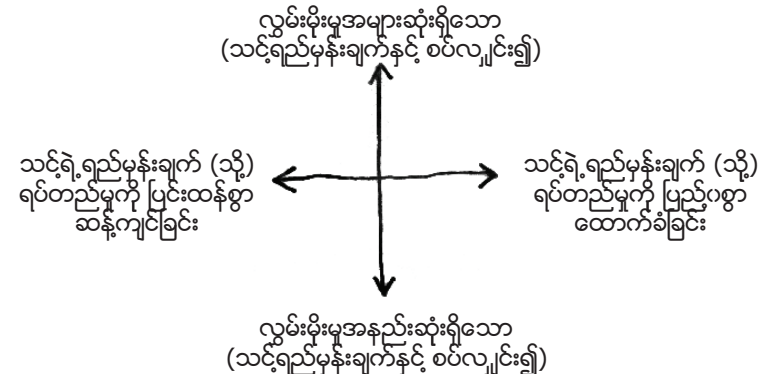 လွှမ်းမိုးမှုအများဆုံးရှိသော
(သင့်ရည်မှန်းချက်နှင့် စပ်လျှင်း၍)
သင့်ရဲ့ရည်မှန်းချက် (သို့)
ရပ်တည်မှုကို ပြင်းထန်စွာ
ဆန့်ကျင်ခြင်း
သင့်ရဲ့ရည်မှန်းချက် (သို့)
ရပ်တည်မှုကို ပြည့်ဝစွာ
ထောက်ခံခြင်း
လွှမ်းမိုးမှုအနည်းဆုံးရှိသော
(သင့်ရည်မှန်းချက်နှင့် စပ်လျှင်း၍)